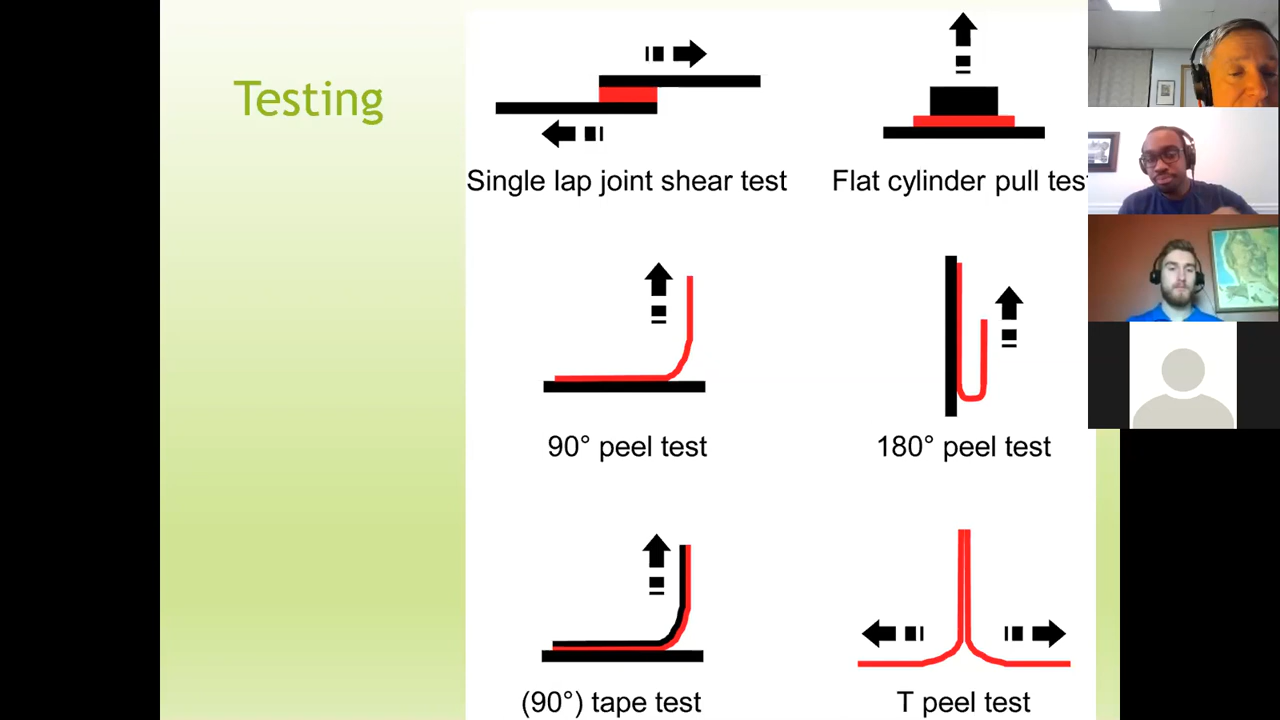 Testing
Single lap joint shear test
Flat cylinder pull tes
90° peel test
180° peel test
(90°) tape test
T peel test